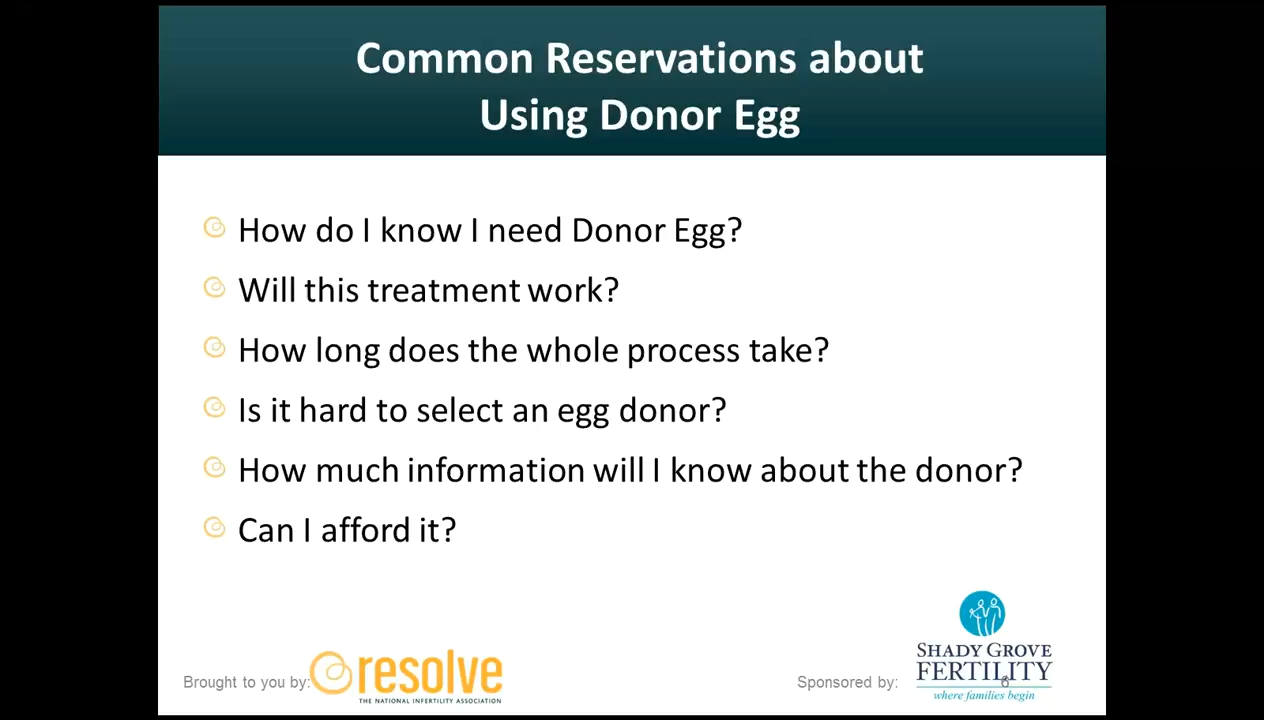 Common Reservations about
Using Donor Egg
How do I know I need Donor Egg?
Will this treatment work?
How long does the whole process take?
Is it hard to select an egg donor?
How much information will I know about the donor?
Can I afford it?
Brought to you by:
resolve
THE NATIONAL INFERTILITY ASSOCIATION
Sponsored by:
SHADY GROVE
FERTILITY
6
where families begin